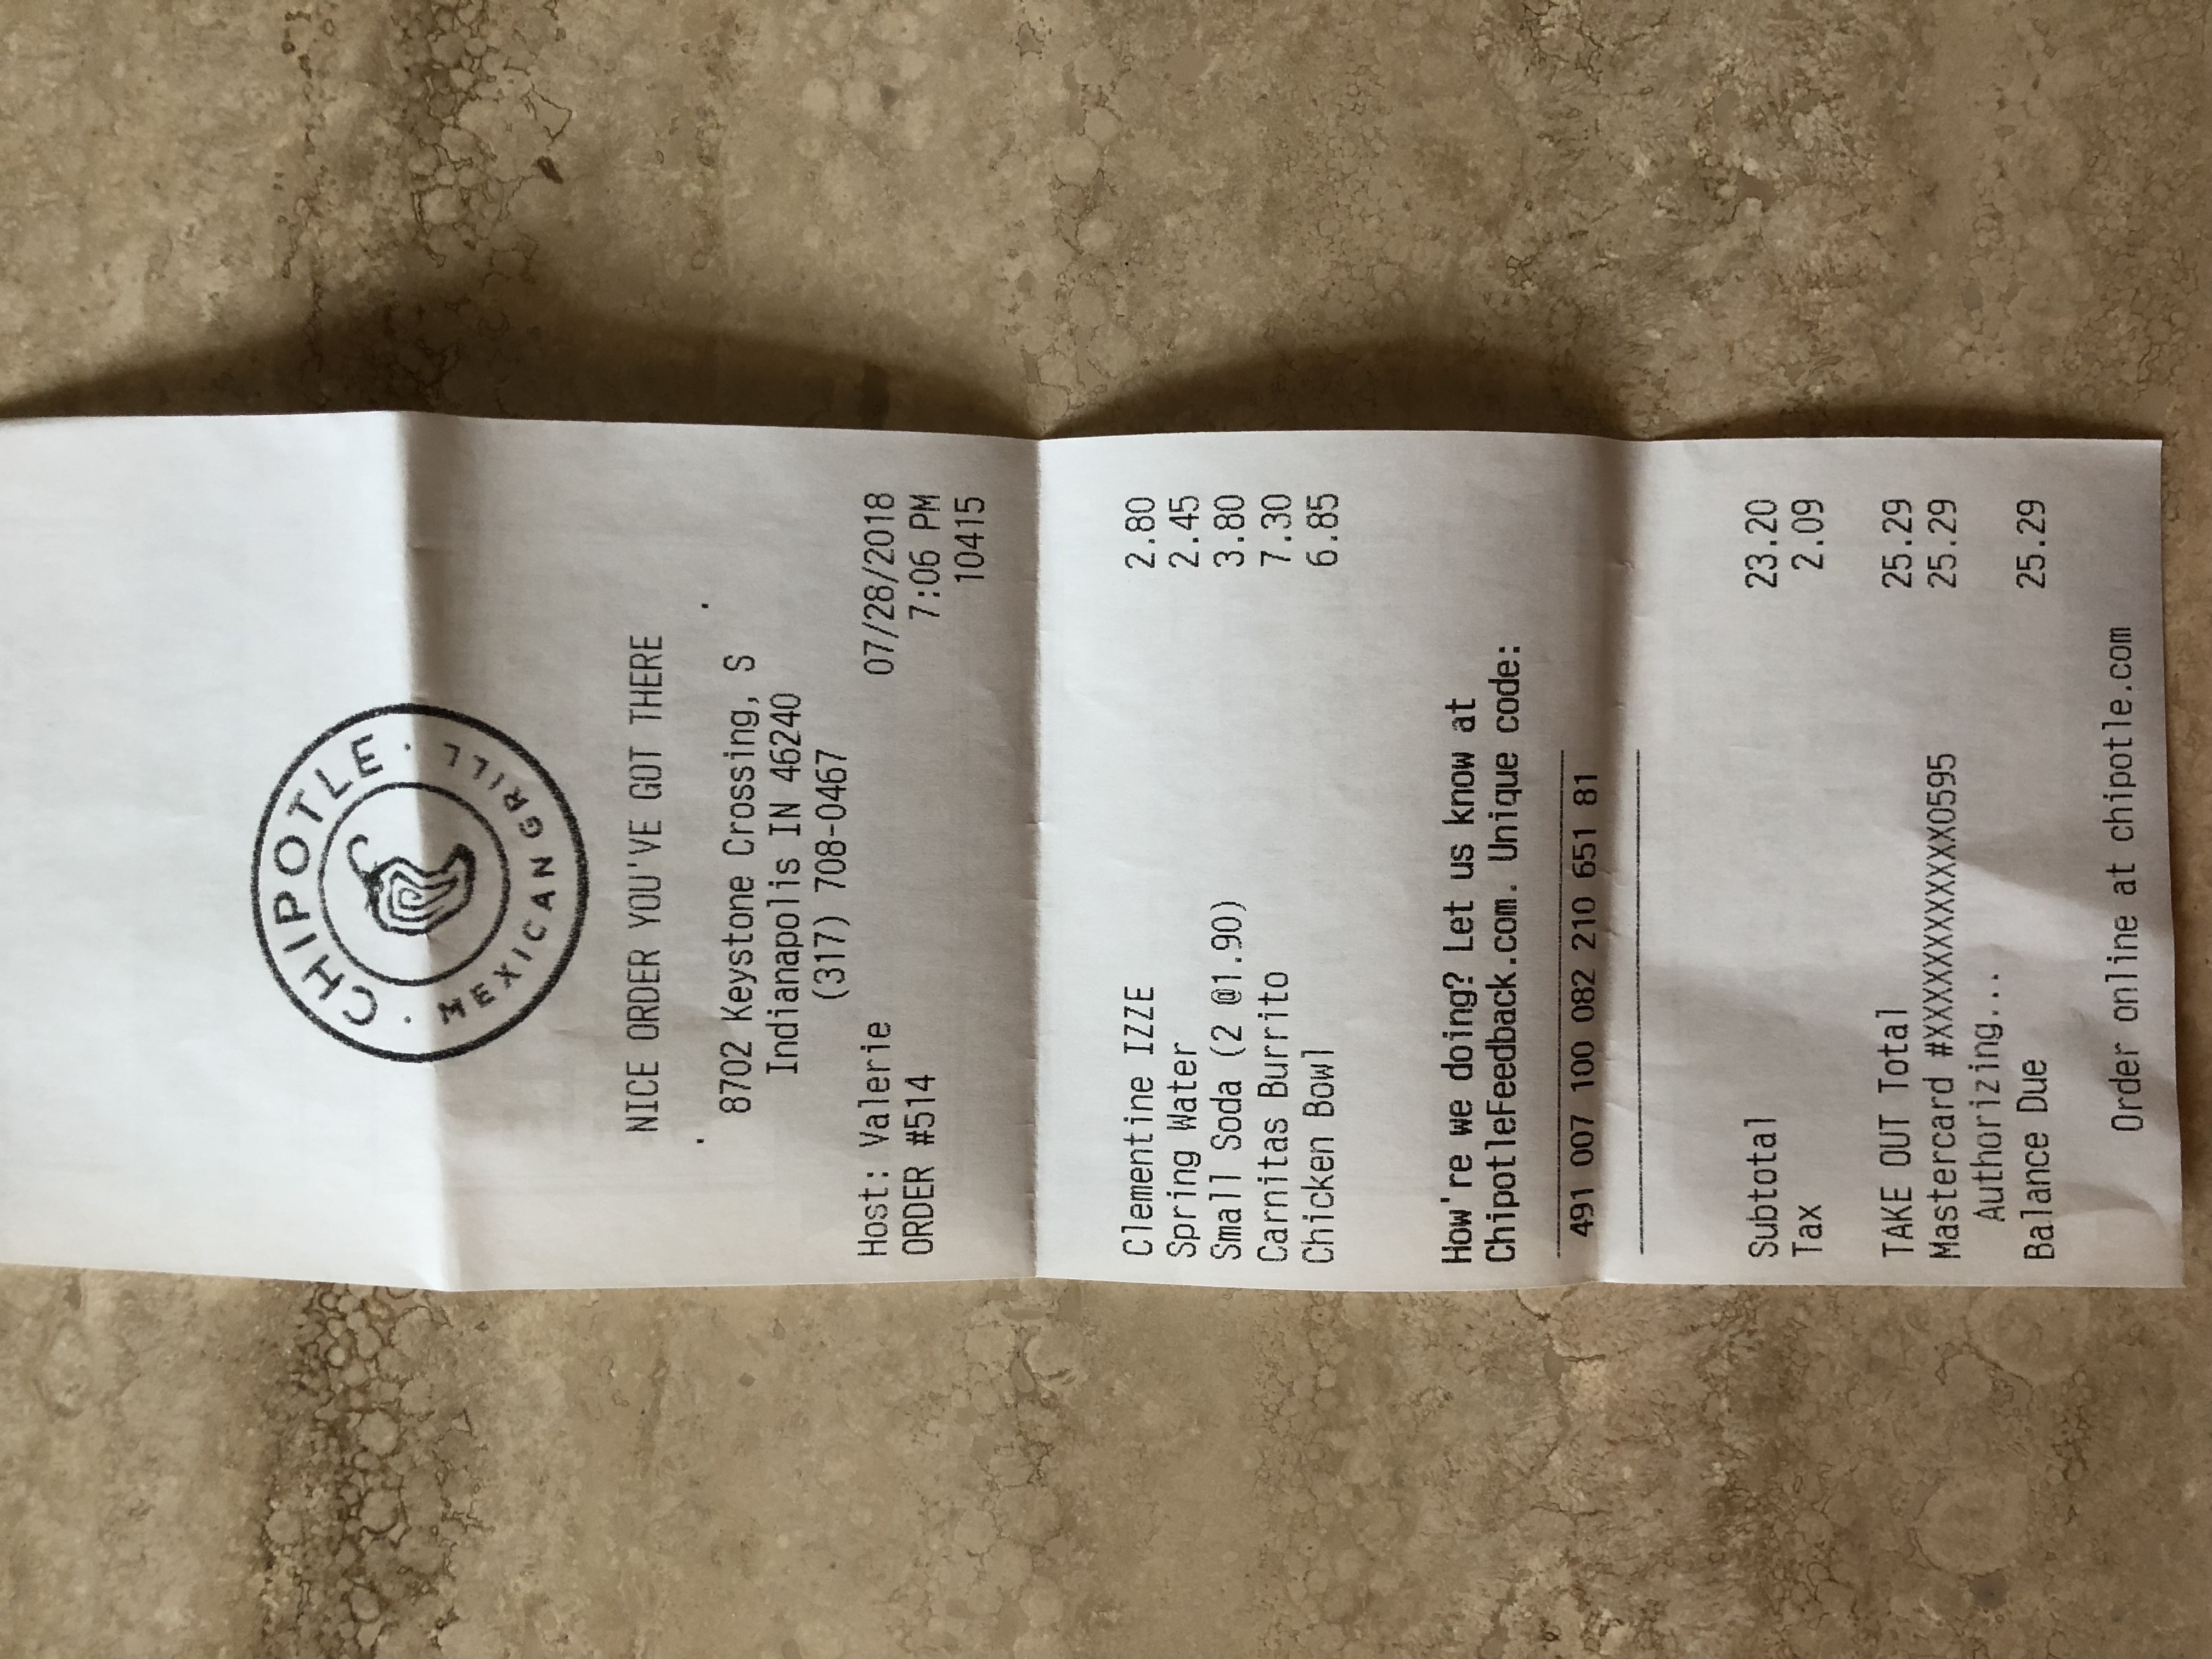 CHIPOTLE
MEXICAN GRILL
NICE ORDER YOU'VE GOT THERE
8702 Keystone Crossing, S
Indianapolis IN 46240
(317) 708-0467
Host: Valerie 07/28/2018
ORDER #514 7:06 PM
10415
Clementine IZZE 2.80
Spring Water 2.45
Small Soda (2 @1.90) 3.80
Carnitas Burrito 7.30
Chicken Bowl 6.85
How're we doing? Let us know at
ChipotleFeedback.com. Unique code:
491 007 100 082 210 651 81
Subtotal 23.20
Tax 2.09
TAKE OUT Total 25.29
Mastercard #XXXXXXXXXXXX0595 25.29
Authorizing...
Balance Due 25.29
Order online at chipotle.com